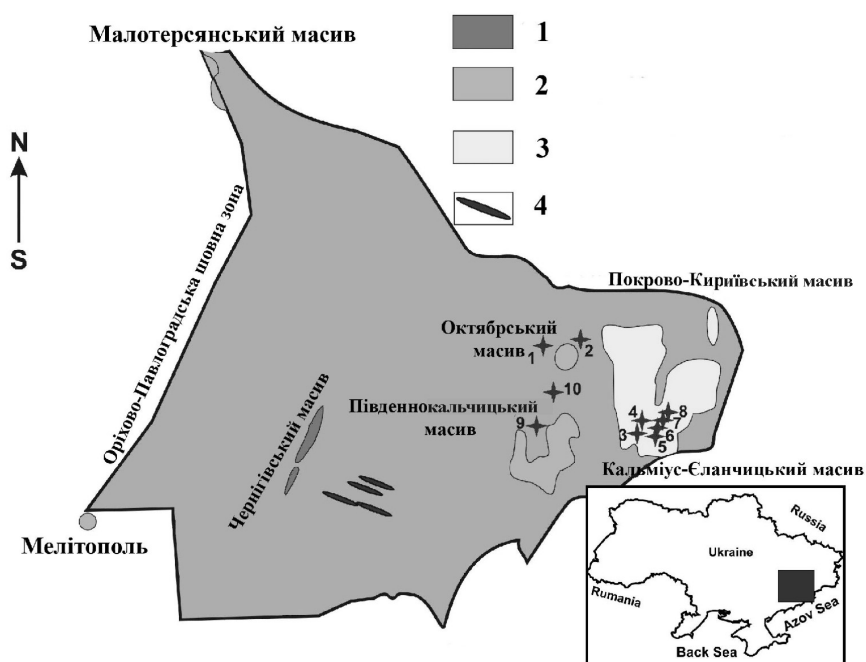 Малотерсянський масив
1
2
3
4
N
S
Оріхово-Павлоградська шовна зона
Покрово-Кириївський масив
Октябрський
масив
1
2
10
Південнокальчицький
масив
9
4
8
7
3
6
5
Чернігівський масив
Кальміус-Єланчицький масив
Мелітополь
Russia
Ukraine
Rumania
Azov Sea
Back Sea